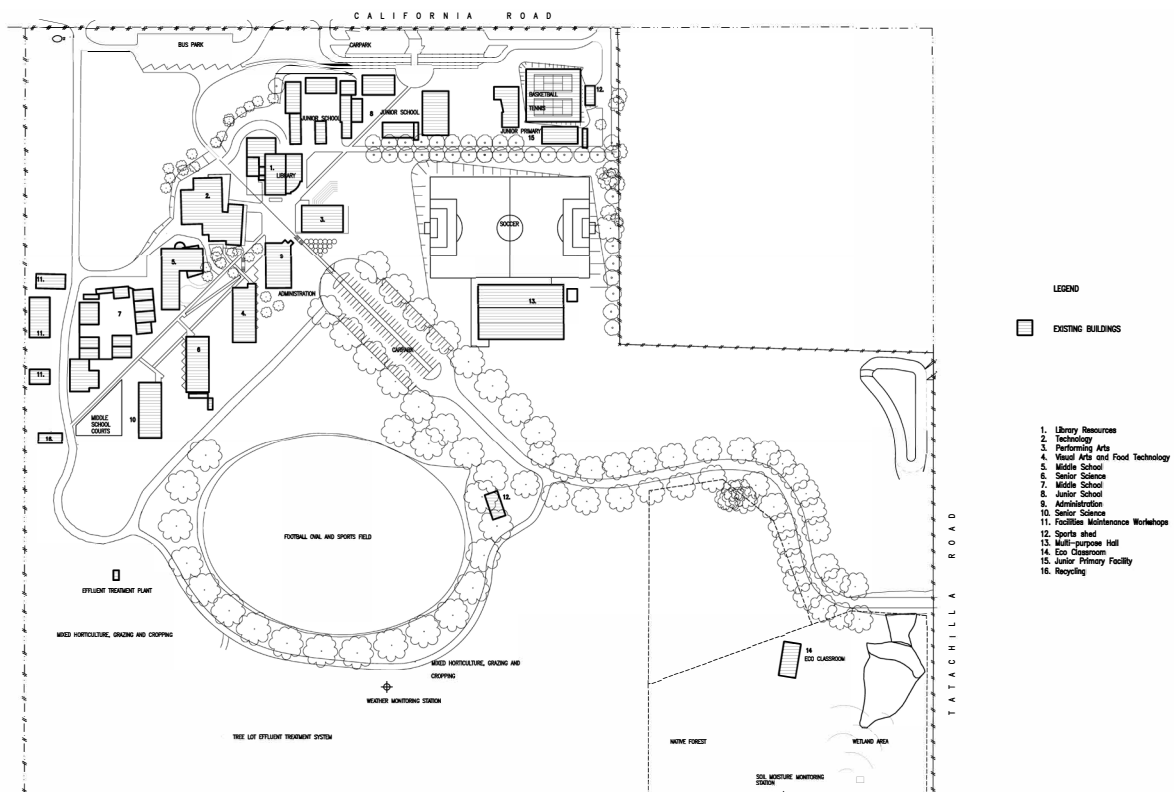 CALIFORNIA ROAD
BUS PARK
CARPARK
BASKETBALL
12.
TENNIS
8 JUNIOR SCHOOL
JUNIOR SCHOOL
JUNIOR PRIMARY
15
1.
LIBRARY
2.
3.
SOCCER
5.
9
11.
ADMINISTRATION
13.
7
4.
11.
6
CARPARK
11.
MIDDLE
SCHOOL
COURTS
10
16.
12.
FOOTBALL OVAL AND SPORTS FIELD
EFFLUENT TREATMENT PLANT
MIXED HORTICULTURE, GRAZING AND CROPPING
MIXED HORTICULTURE, GRAZING AND
CROPPING
WEATHER MONITORING STATION
TREE LOT EFFLUENT TREATMENT SYSTEM
14
ECO CLASSROOM
NATIVE FOREST
WETLAND AREA
SOIL MOISTURE MONITORING
STATION
TATACHILLA ROAD
LEGEND
EXISTING BUILDINGS
1. Library Resources
2. Technology
3. Performing Arts
4. Visual Arts and Food Technology
5. Middle School
6. Senior Science
7. Middle School
8. Junior School
9. Administration
10. Senior Science
11. Facilities Maintenance Workshops
12. Sports shed
13. Multi-purpose Hall
14. Eco Classroom
15. Junior Primary Facility
16. Recycling